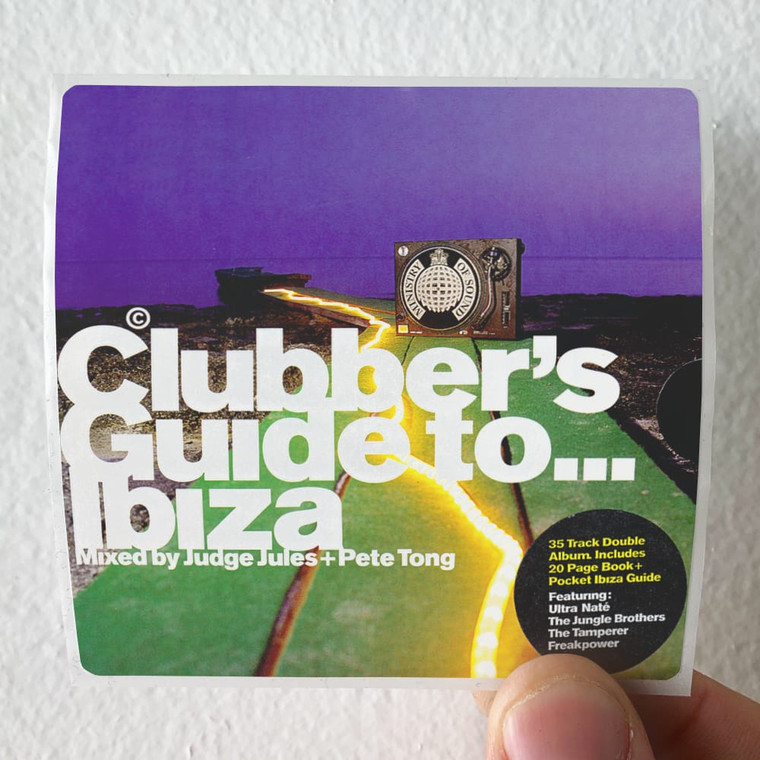 MINISTRY OF SOUND
©
Clubber's
Guide to...
Ibiza
Mixed by Judge Jules+Pete Tong
35 Track Double
Album. Includes
20 Page Book+
Pocket Ibiza Guide
Featuring:
Ultra Naté
The Jungle Brothers
The Tamperer
Freakpower